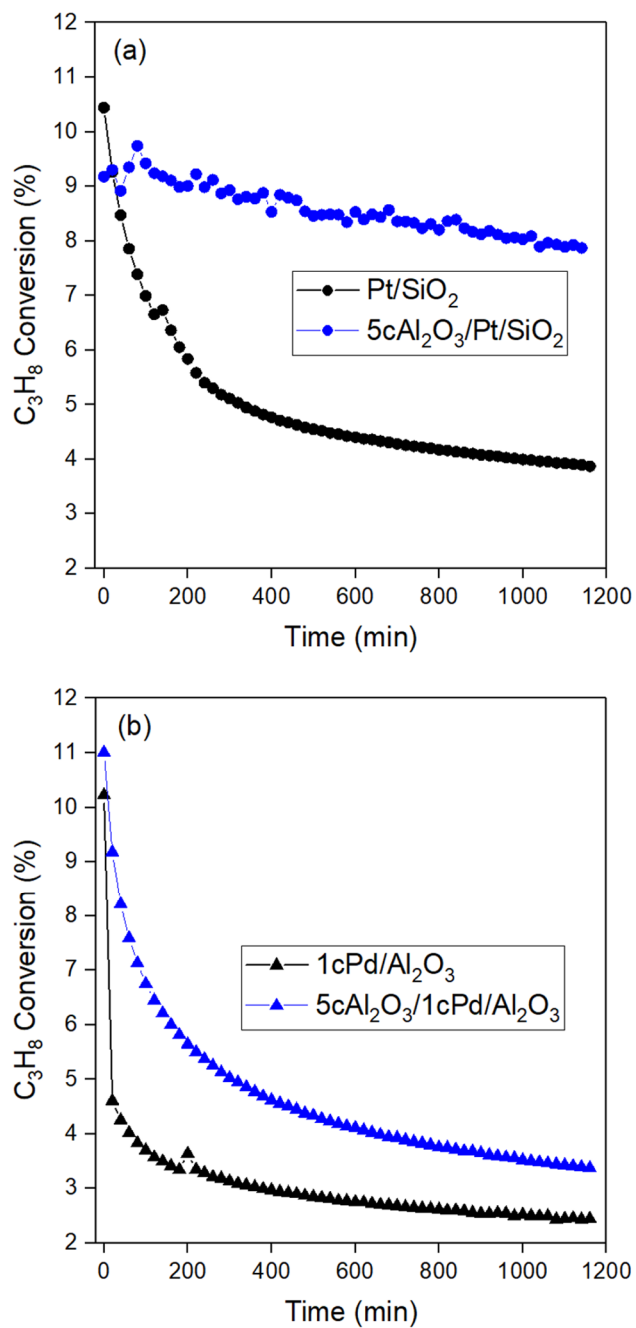 (a)
12
11
10
9
8
7
6
5
4
3
2
C₃H₈ Conversion (%)
Pt/SiO₂
5cAl₂O₃/Pt/SiO₂
0 200 400 600 800 1000 1200
Time (min)
(b)
12
11
10
9
8
7
6
5
4
3
2
C₃H₈ Conversion (%)
1cPd/Al₂O₃
5cAl₂O₃/1cPd/Al₂O₃
0 200 400 600 800 1000 1200
Time (min)